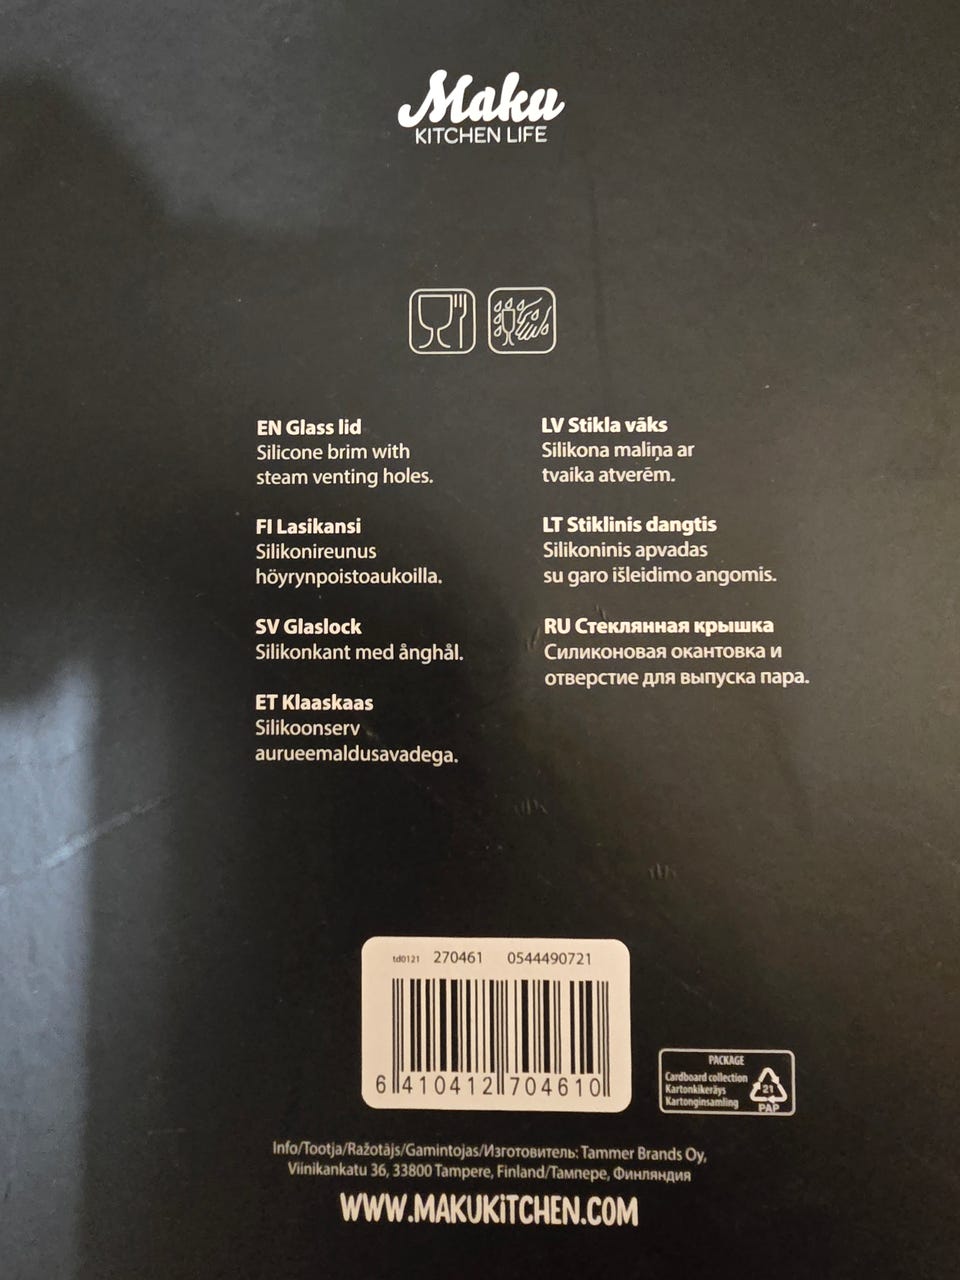 Maku
KITCHEN LIFE
EN Glass lid
Silicone brim with
steam venting holes.
FI Lasikansi
Silikonireunus
höyrynpoistoaukoilla.
SV Glaslock
Silikonkant med ånghål.
ET Klaaskaas
Silikoonserv
aurueemaldusavadega.
LV Stikla vāks
Silikona maliņa ar
tvaika atverēm.
LT Stiklinis dangtis
Silikoninis apvadas
su garo išleidimo angomis.
RU Стеклянная крышка
Силиконовая окантовка и
отверстие для выпуска пара.
td0121 270461 0544490721
6 410412 704610
PACKAGE
Cardboard collection
Kartonkikeräys
Kartonginsamling
21
PAP
Info/Tootja/Ražotājs/Gamintojas/Изготовитель: Tammer Brands Oy,
Viinikankatu 36, 33800 Tampere, Finland/Тампере, Финляндия
WWW.MAKUKITCHEN.COM